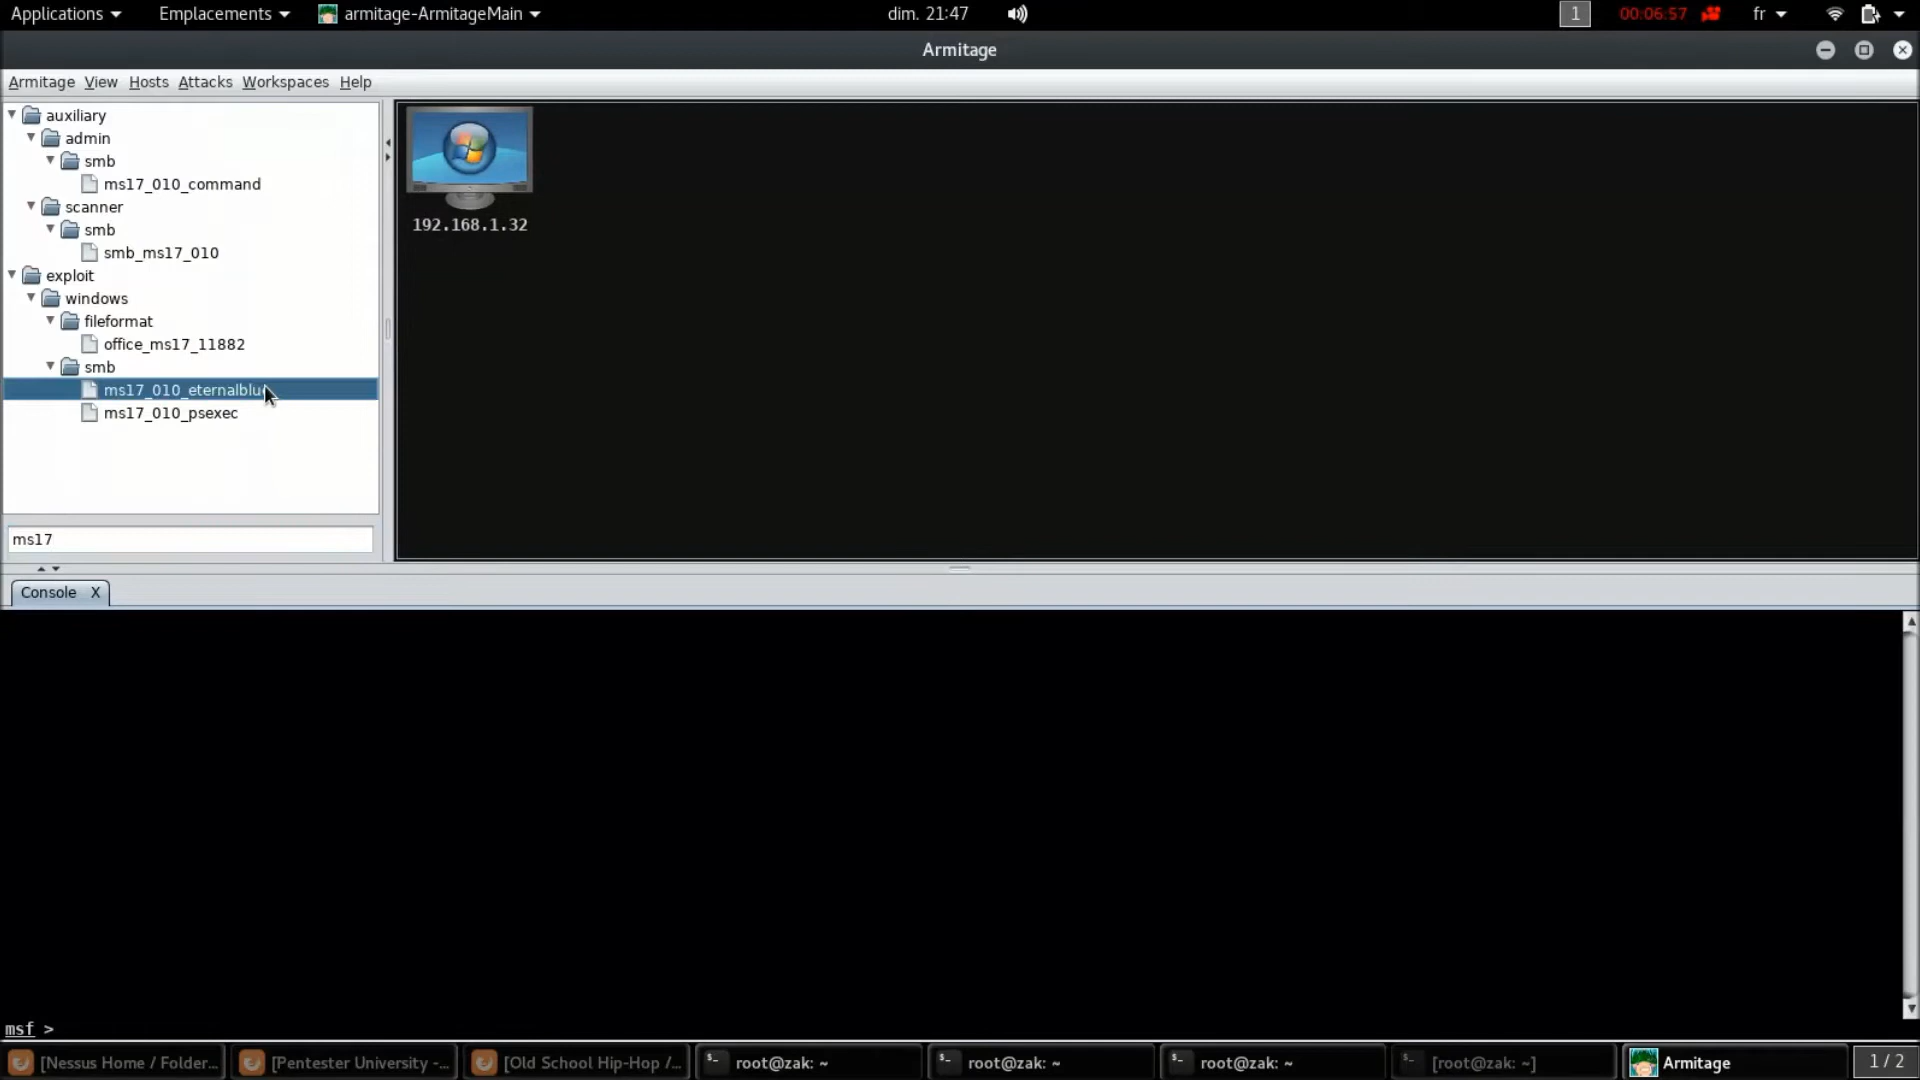 Applications Emplacements armitage-ArmitageMain dim. 21:47 1 00:06:57 fr
Armitage
Armitage View Hosts Attacks Workspaces Help
auxiliary
admin
smb
ms17_010_command
scanner
smb
smb_ms17_010
exploit
windows
fileformat
office_ms17_11882
smb
ms17_010_eternalblue
ms17_010_psexec
192.168.1.32
ms17
Console X
msf >
[Nessus Home / Folder... [Pentester University -... [Old School Hip-Hop /... root@zak: ~ root@zak: ~ root@zak: ~ [root@zak: ~] Armitage 1 / 2